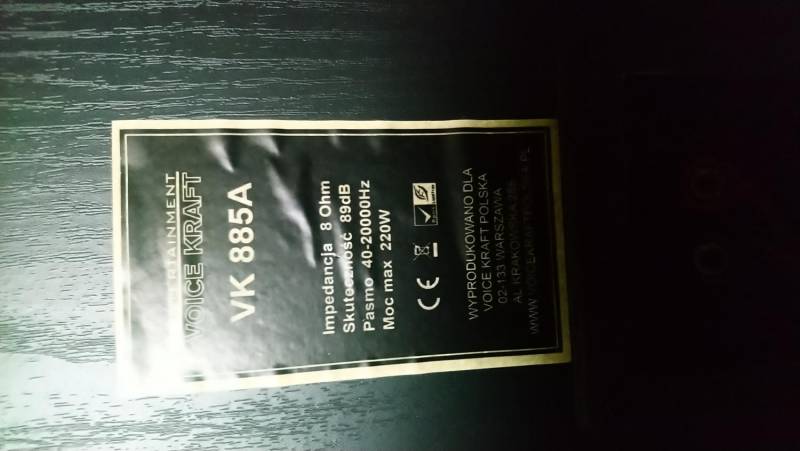 VOICE KRAFT
VK 885A
Impedancja 8 Ohm
Skuteczność 89dB
Pasmo 40-20000Hz
Moc max 220W
CE
WYPRODUKOWANO DLA
VOICE KRAFT POLSKA
02-133 WARSZAWA